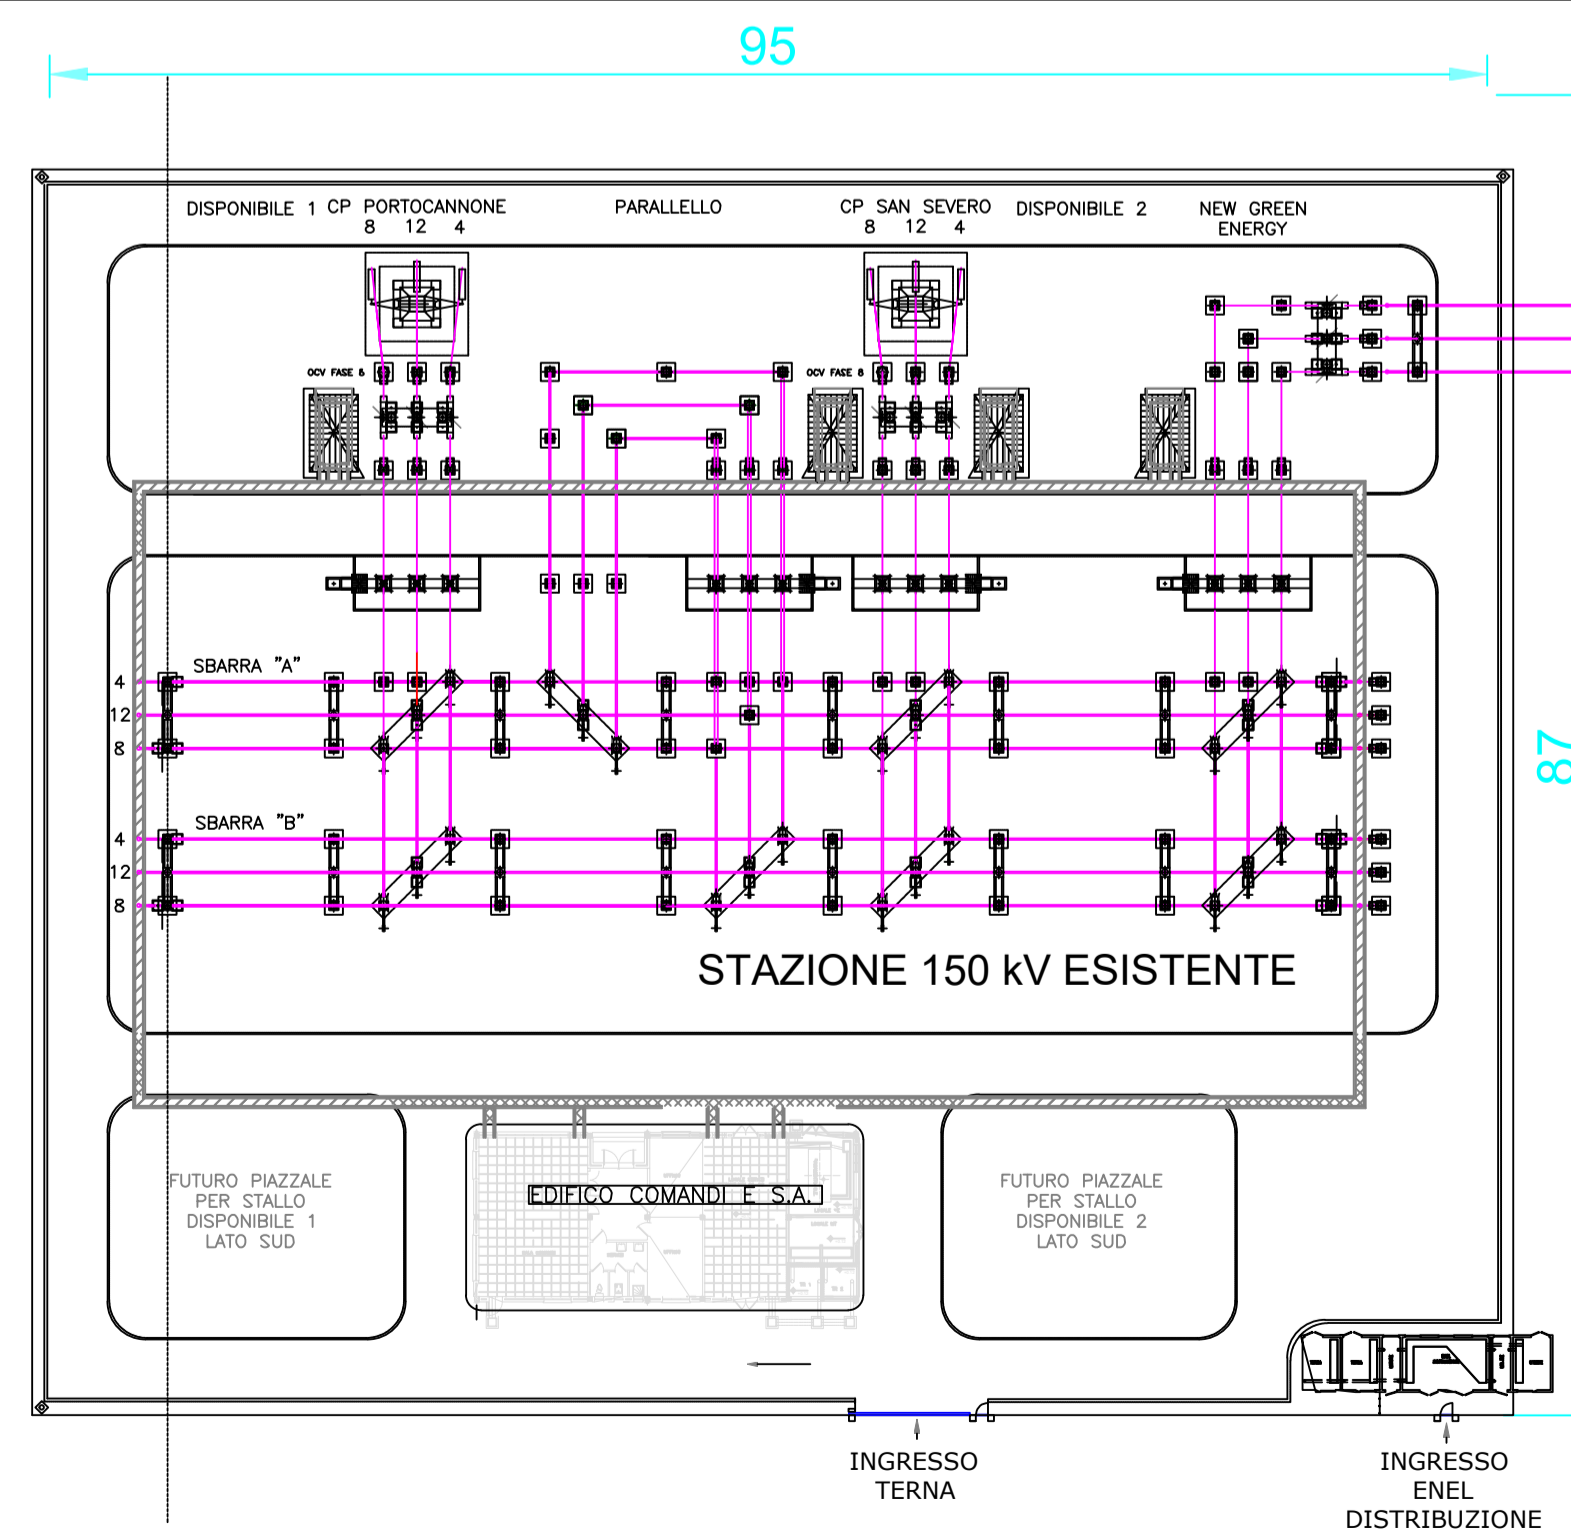 95
DISPONIBILE 1
CP PORTOCANNONE
8 12 4
PARALLELLO
CP SAN SEVERO
8 12 4
DISPONIBILE 2
NEW GREEN
ENERGY
OCV FASE 8
OCV FASE 8
SBARRA "A"
4
12
8
87
SBARRA "B"
4
12
8
STAZIONE 150 kV ESISTENTE
FUTURO PIAZZALE
PER STALLO
DISPONIBILE 1
LATO SUD
EDIFICO COMANDI E S.A.
FUTURO PIAZZALE
PER STALLO
DISPONIBILE 2
LATO SUD
INGRESSO
TERNA
INGRESSO
ENEL
DISTRIBUZIONE